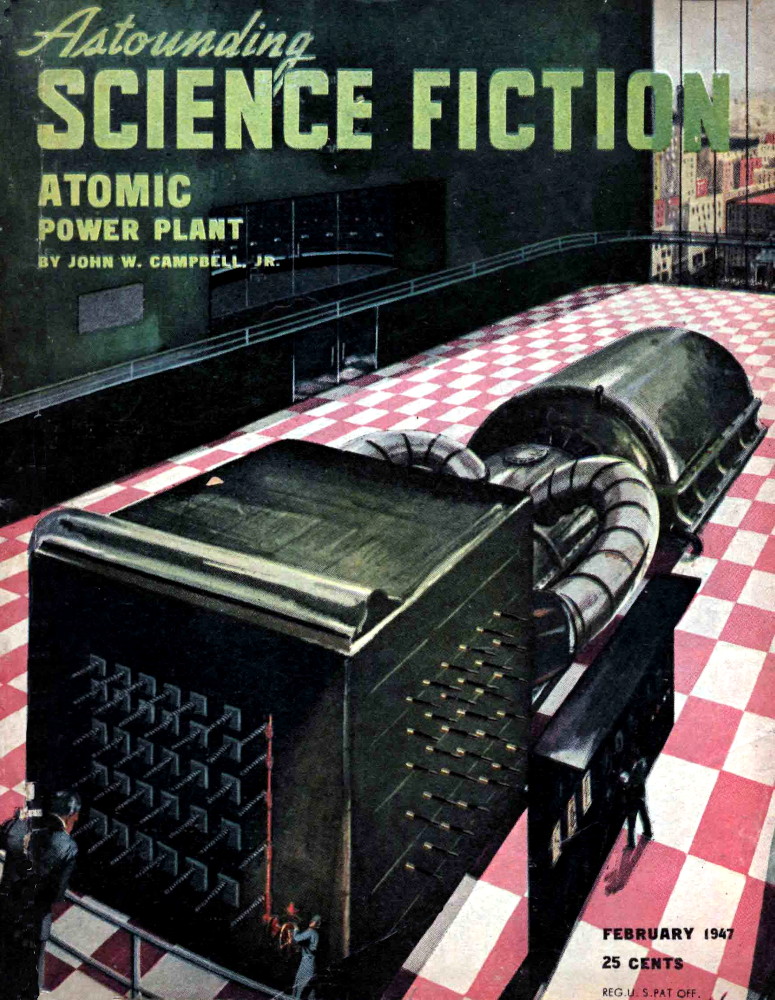 Astounding
SCIENCE FICTION
ATOMIC
POWER PLANT
BY JOHN W. CAMPBELL, JR.
FEBRUARY 1947
25 CENTS
REG. U. S. PAT OFF.